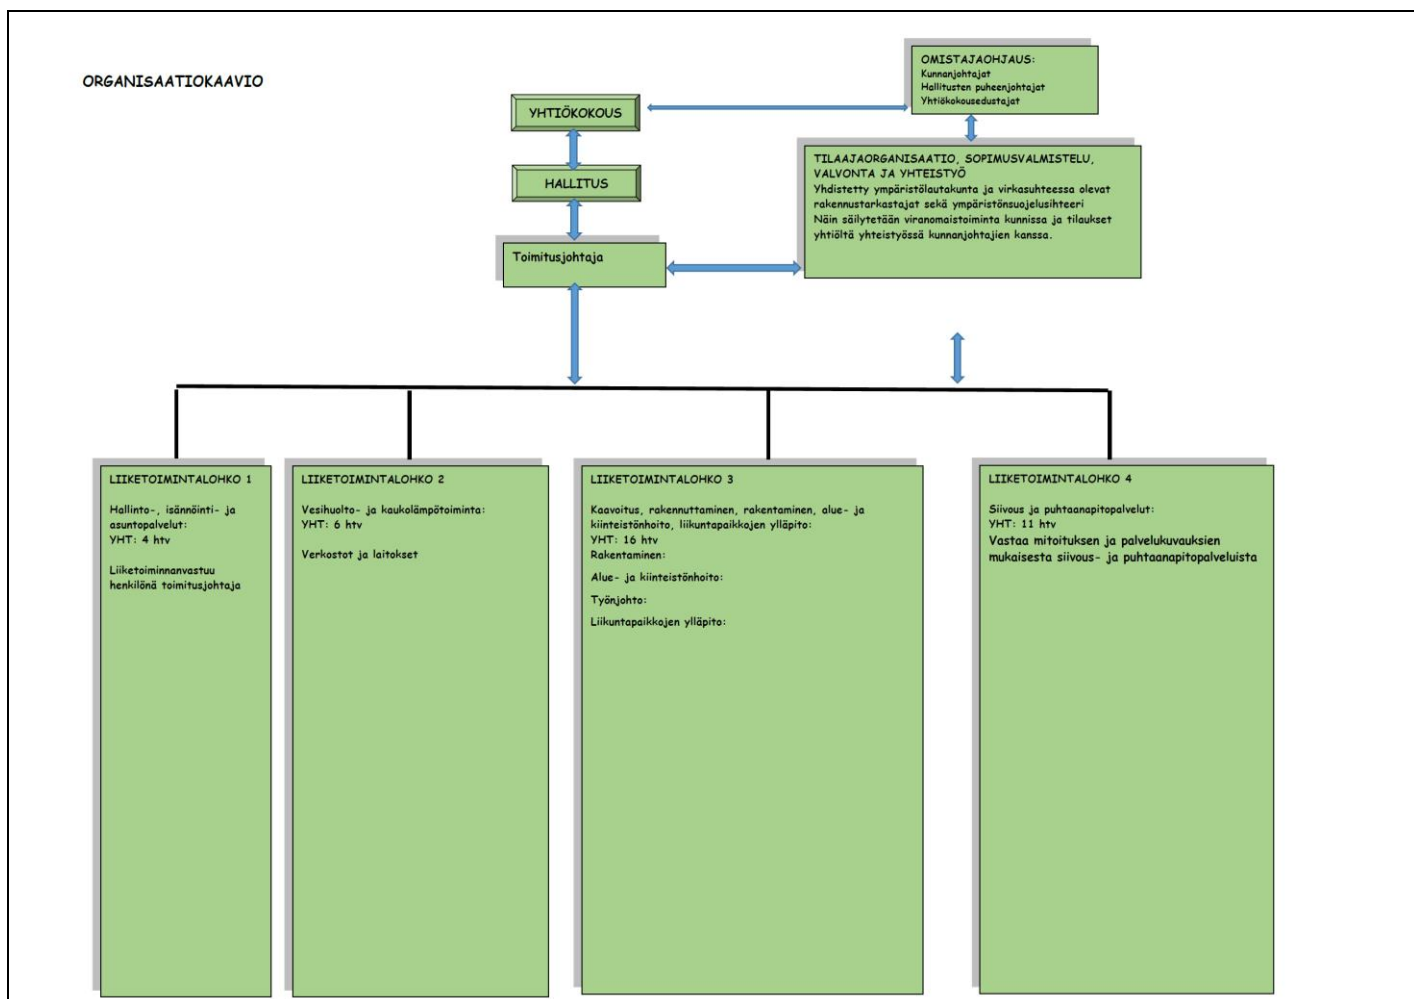 ORGANISAATIOKAAVIO
OMISTAJAOHJAUS:
Kunnanjohtajat
Hallitusten puheenjohtajat
Yhtiökokousedustajat
YHTIÖKOKOUS
HALLITUS
Toimitusjohtaja
TILAAJAORGANISAATIO, SOPIMUSVALMISTELU,
VALVONTA JA YHTEISTYÖ
Yhdistetty ympäristölautakunta ja virkasuhteessa olevat
rakennustarkastajat sekä ympäristönsuojelusihteeri
Näin säilytetään viranomaistoiminta kunnissa ja tilaukset
yhtiöltä yhteistyössä kunnanjohtajien kanssa.
LIIKETOIMINTALOHKO 1
Hallinto-, isännöinti- ja
asuntopalvelut:
YHT: 4 htv
Liiketoiminnanvastuu
henkilönä toimitusjohtaja
LIIKETOIMINTALOHKO 2
Vesihuolto- ja kaukolämpötoiminta:
YHT: 6 htv
Verkostot ja laitokset
LIIKETOIMINTALOHKO 3
Kaavoitus, rakennuttaminen, rakentaminen, alue- ja
kiinteistönhoito, liikuntapaikkojen ylläpito:
YHT: 16 htv
Rakentaminen:
Alue- ja kiinteistönhoito:
Työnjohto:
Liikuntapaikkojen ylläpito:
LIIKETOIMINTALOHKO 4
Siivous ja puhtaanapitopalvelut:
YHT: 11 htv
Vastaa mitoituksen ja palvelukuvauksien
mukaisesta siivous- ja puhtaanapitopalveluista